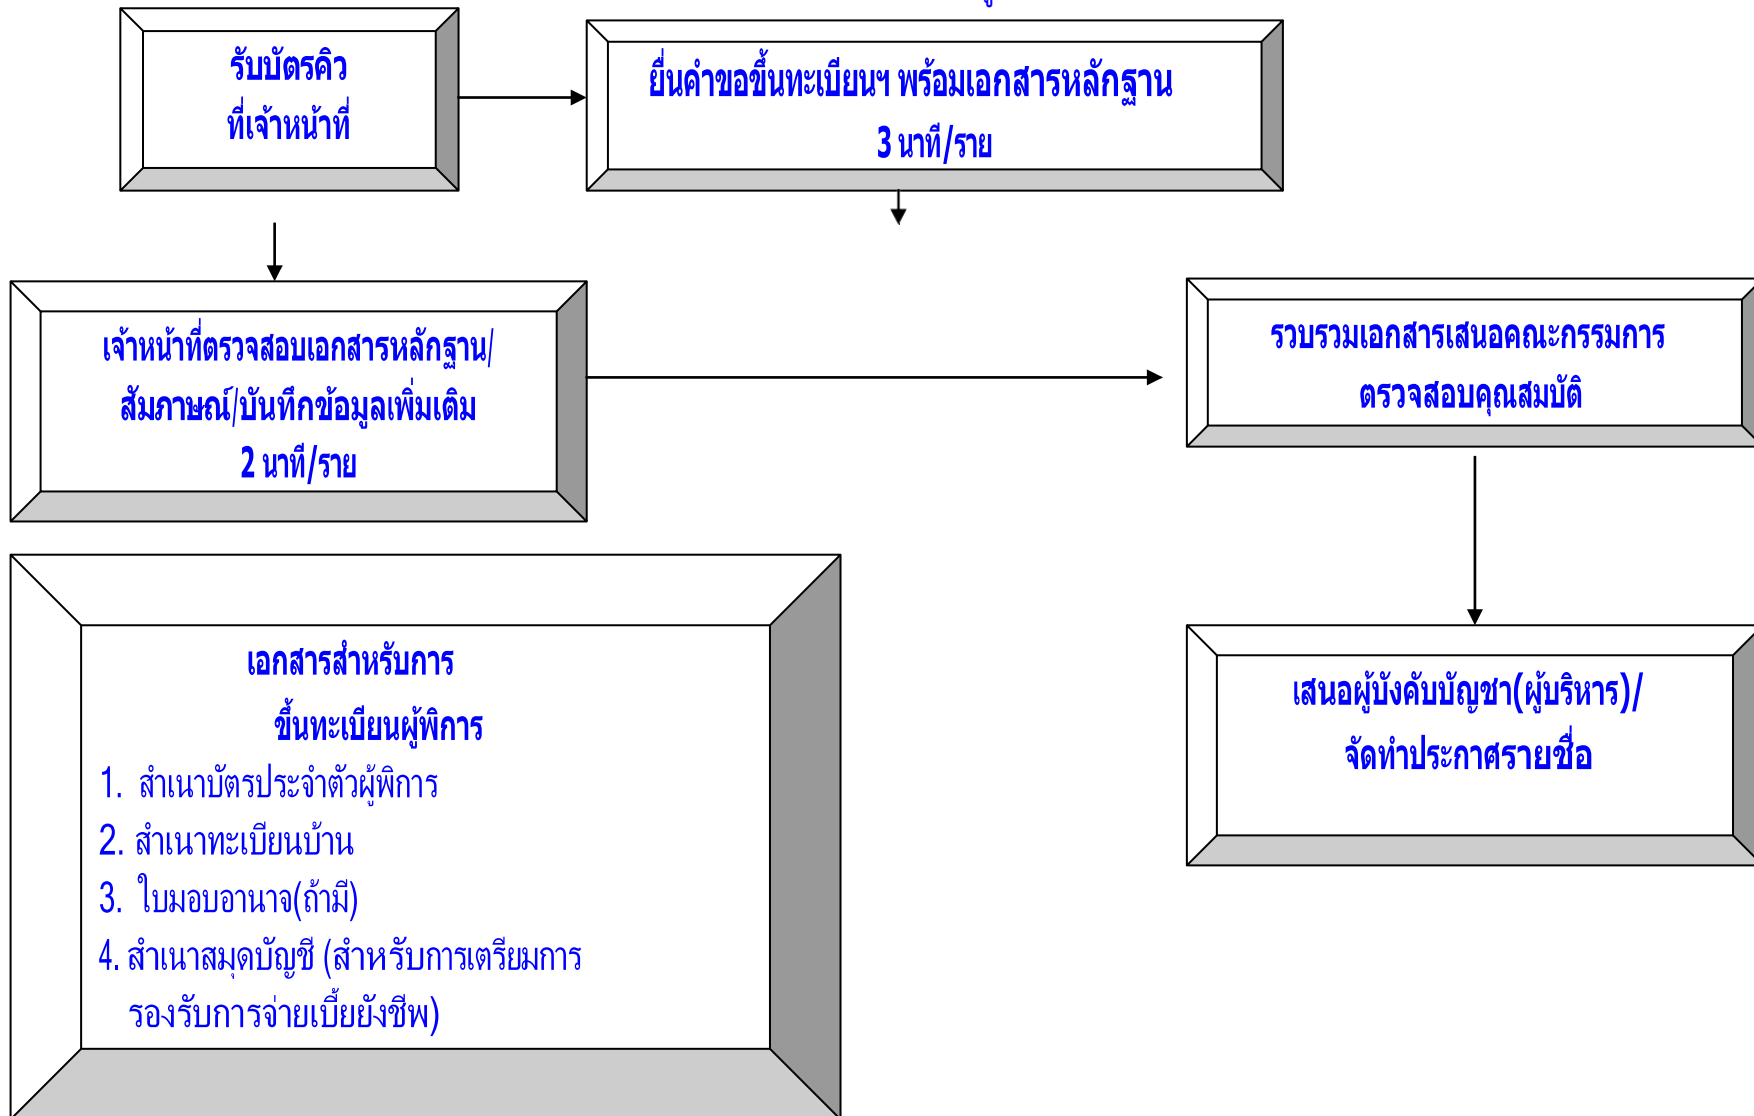 รับบัตรคิว
ที่เจ้าหน้าที่
ยื่นคำขอขึ้นทะเบียนฯ พร้อมเอกสารหลักฐาน
3 นาที/ราย
เจ้าหน้าที่ตรวจสอบเอกสารหลักฐาน/
สัมภาษณ์/บันทึกข้อมูลเพิ่มเติม
2 นาที/ราย
รวบรวมเอกสารเสนอคณะกรรมการ
ตรวจสอบคุณสมบัติ
เสนอผู้บังคับบัญชา(ผู้บริหาร)/
จัดทำประกาศรายชื่อ
เอกสารสำหรับการ
ขึ้นทะเบียนผู้พิการ
1. สำเนาบัตรประจำตัวผู้พิการ
2. สำเนาทะเบียนบ้าน
3. ใบมอบอานาจ(ถ้ามี)
4. สำเนาสมุดบัญชี (สำหรับการเตรียมการ
รองรับการจ่ายเบี้ยยังชีพ)